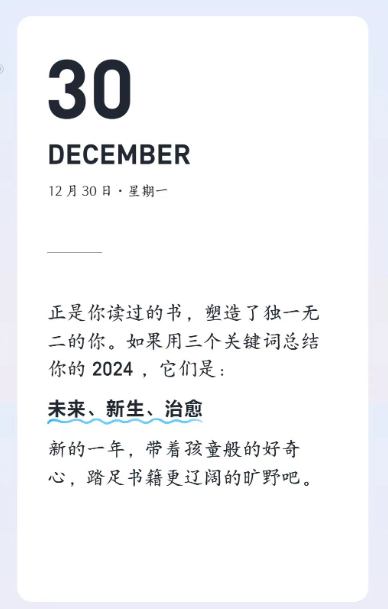 30
DECEMBER
12 月 30 日 · 星期一
正是你读过的书，塑造了独一无
二的你。如果用三个关键词总结
你的 2024 ，它们是：
未来、新生、治愈
新的一年，带着孩童般的好奇
心，踏足书籍更辽阔的旷野吧。